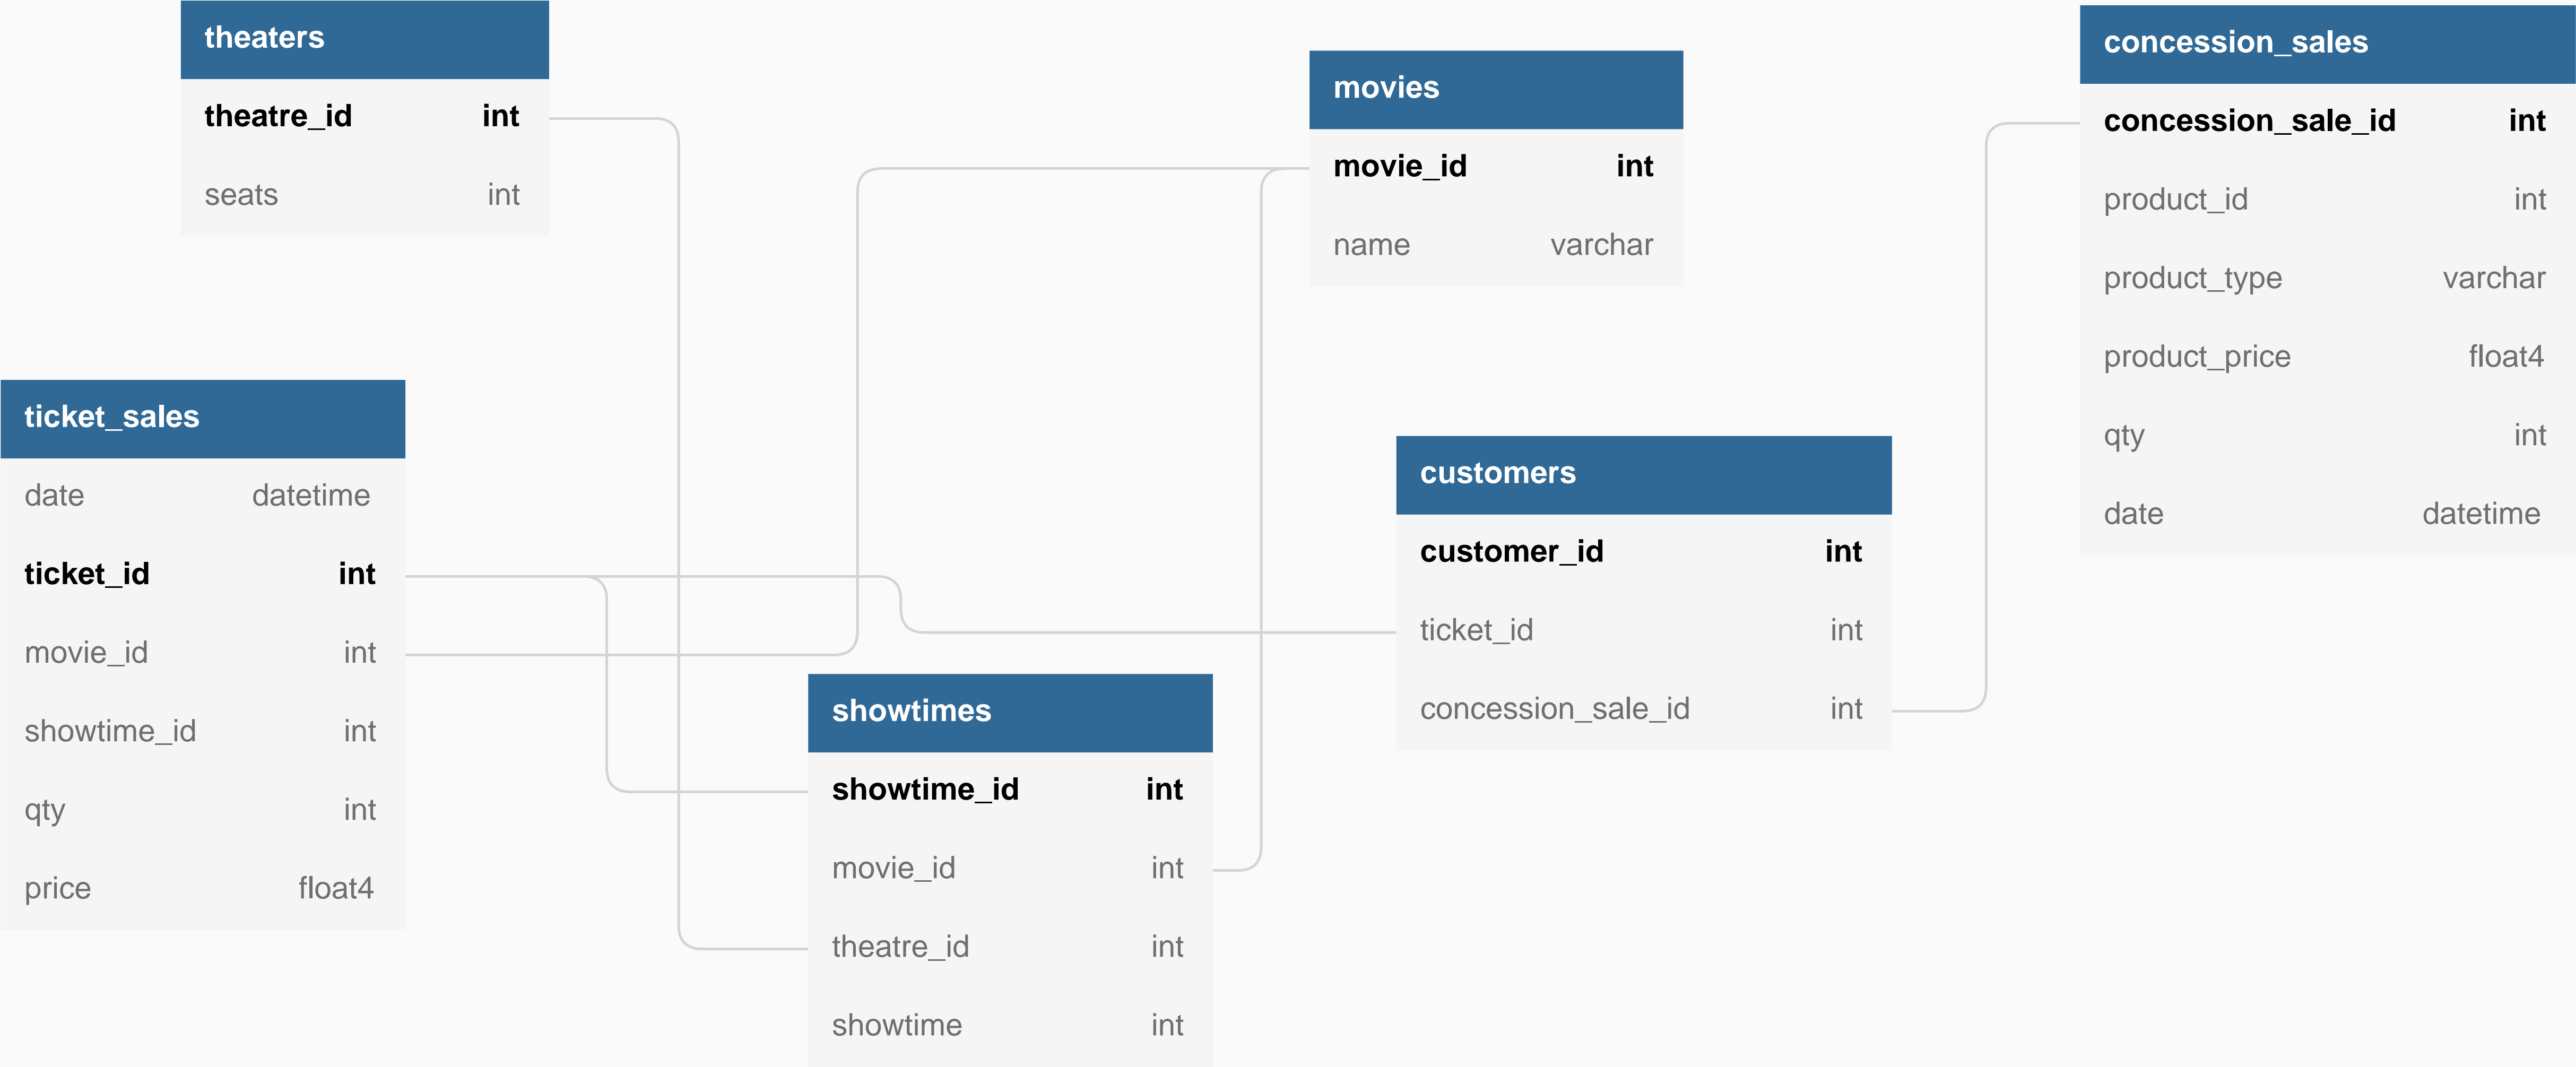 theaters
theatre_id int
seats int
movies
movie_id int
name varchar
concession_sales
concession_sale_id int
product_id int
product_type varchar
product_price float4
qty int
date datetime
ticket_sales
date datetime
ticket_id int
movie_id int
showtime_id int
qty int
price float4
customers
customer_id int
ticket_id int
concession_sale_id int
showtimes
showtime_id int
movie_id int
theatre_id int
showtime int